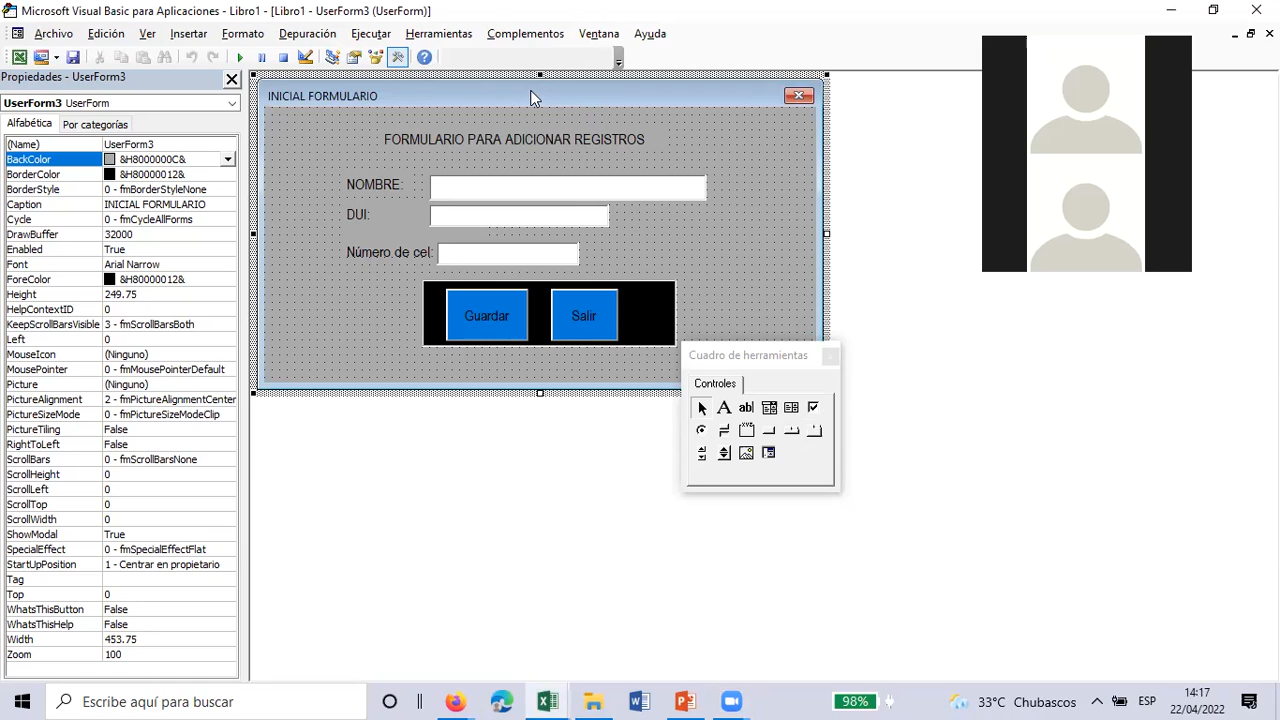 Microsoft Visual Basic para Aplicaciones - Libro1 - [Libro1 - UserForm3 (UserForm)]
Archivo Edición Ver Insertar Formato Depuración Ejecutar Herramientas Complementos Ventana Ayuda
Propiedades - UserForm3
UserForm3 UserForm
Alfabética Por categorías
(Name) UserForm3
BackColor &H8000000C&
BorderColor &H80000012&
BorderStyle 0 - fmBorderStyleNone
Caption INICIAL FORMULARIO
Cycle 0 - fmCycleAllForms
DrawBuffer 32000
Enabled True
Font Arial Narrow
ForeColor &H80000012&
Height 249.75
HelpContextID 0
KeepScrollBarsVisible 3 - fmScrollBarsBoth
Left 0
MouseIcon (Ninguno)
MousePointer 0 - fmMousePointerDefault
Picture (Ninguno)
PictureAlignment 2 - fmPictureAlignmentCenter
PictureSizeMode 0 - fmPictureSizeModeClip
PictureTiling False
RightToLeft False
ScrollBars 0 - fmScrollBarsNone
ScrollHeight 0
ScrollLeft 0
ScrollTop 0
ScrollWidth 0
ShowModal True
SpecialEffect 0 - fmSpecialEffectFlat
StartUpPosition 1 - Centrar en propietario
Tag
Top 0
WhatsThisButton False
WhatsThisHelp False
Width 453.75
Zoom 100
INICIAL FORMULARIO
FORMULARIO PARA ADICIONAR REGISTROS
NOMBRE:
DUI:
Número de cel:
Guardar Salir
Cuadro de herramientas
Controles
A ab|
XYZ
Escribe aquí para buscar
98%
33°C Chubascos
ESP
14:17
22/04/2022